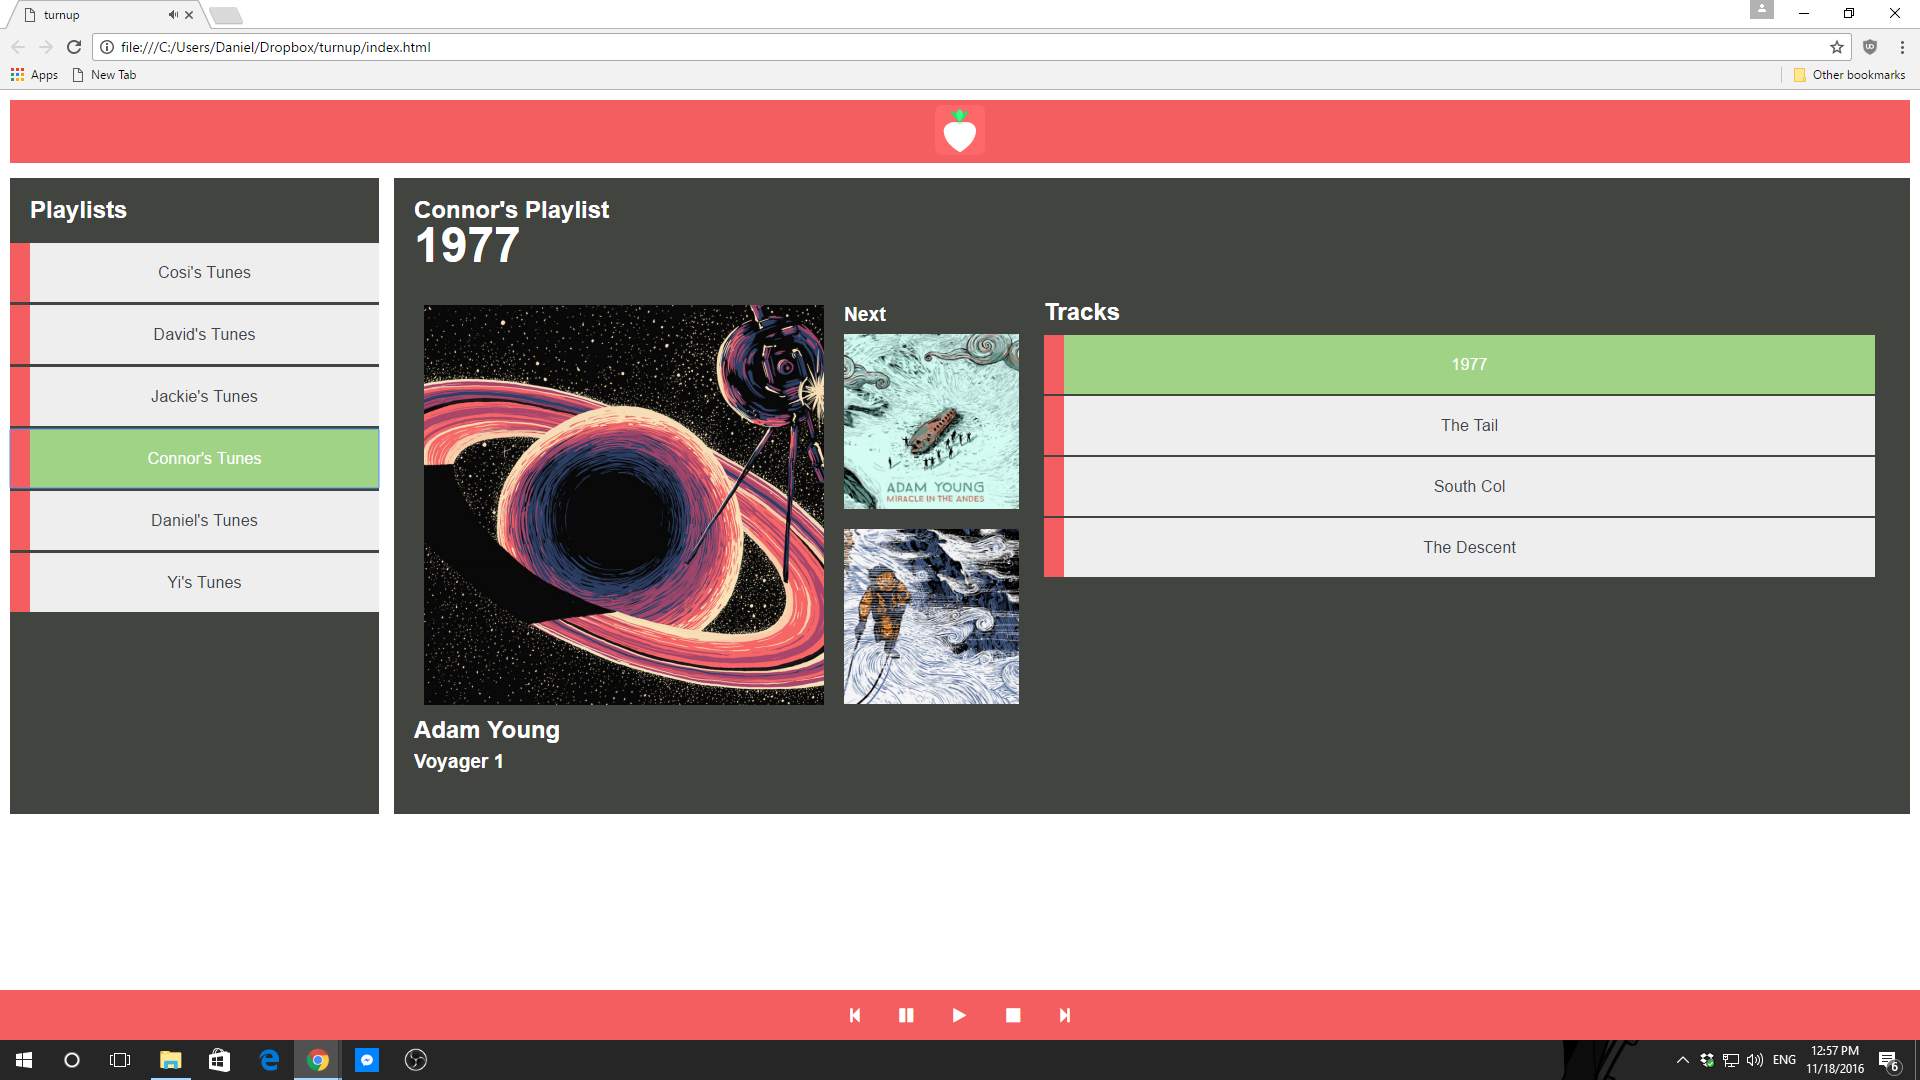 turnup
file:///C:/Users/Daniel/Dropbox/turnup/index.html
Apps
New Tab
Other bookmarks
Playlists
Cosi's Tunes
David's Tunes
Jackie's Tunes
Connor's Tunes
Daniel's Tunes
Yi's Tunes
Connor's Playlist
1977
Next
ADAM YOUNG
MIRACLE IN THE ANDES
Adam Young
Voyager 1
Tracks
1977
The Tail
South Col
The Descent
ENG
12:57 PM
11/18/2016
6